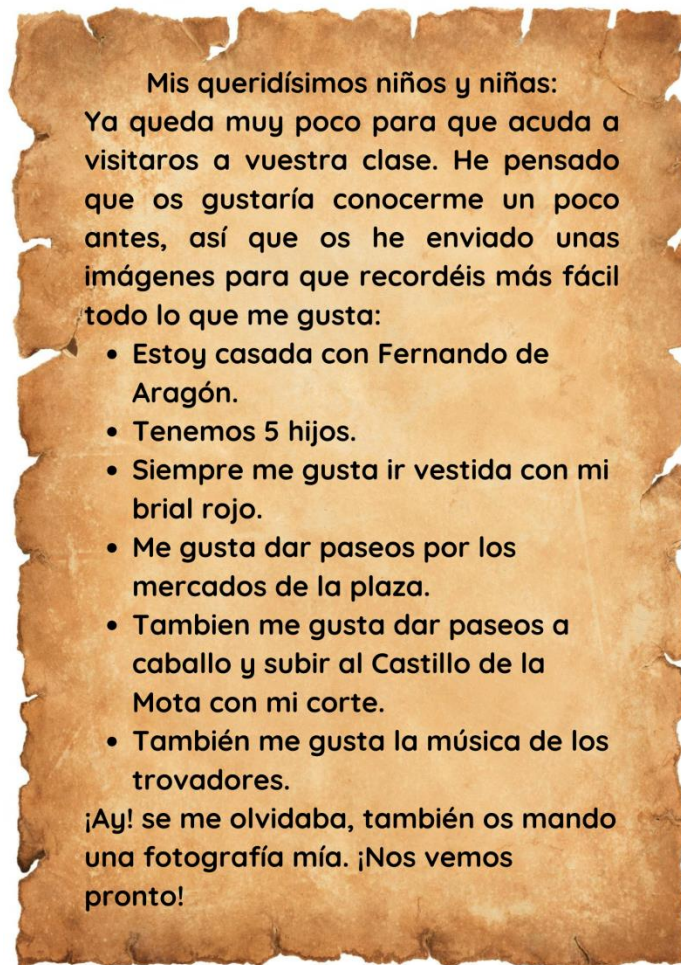 Mis queridísimos niños y niñas:
Ya queda muy poco para que acuda a
visitaros a vuestra clase. He pensado
que os gustaría conocerme un poco
antes, así que os he enviado unas
imágenes para que recordéis más fácil
todo lo que me gusta:
• Estoy casada con Fernando de
Aragón.
• Tenemos 5 hijos.
• Siempre me gusta ir vestida con mi
brial rojo.
• Me gusta dar paseos por los
mercados de la plaza.
• Tambien me gusta dar paseos a
caballo y subir al Castillo de la
Mota con mi corte.
• También me gusta la música de los
trovadores.
¡Ay! se me olvidaba, también os mando
una fotografía mía. ¡Nos vemos
pronto!